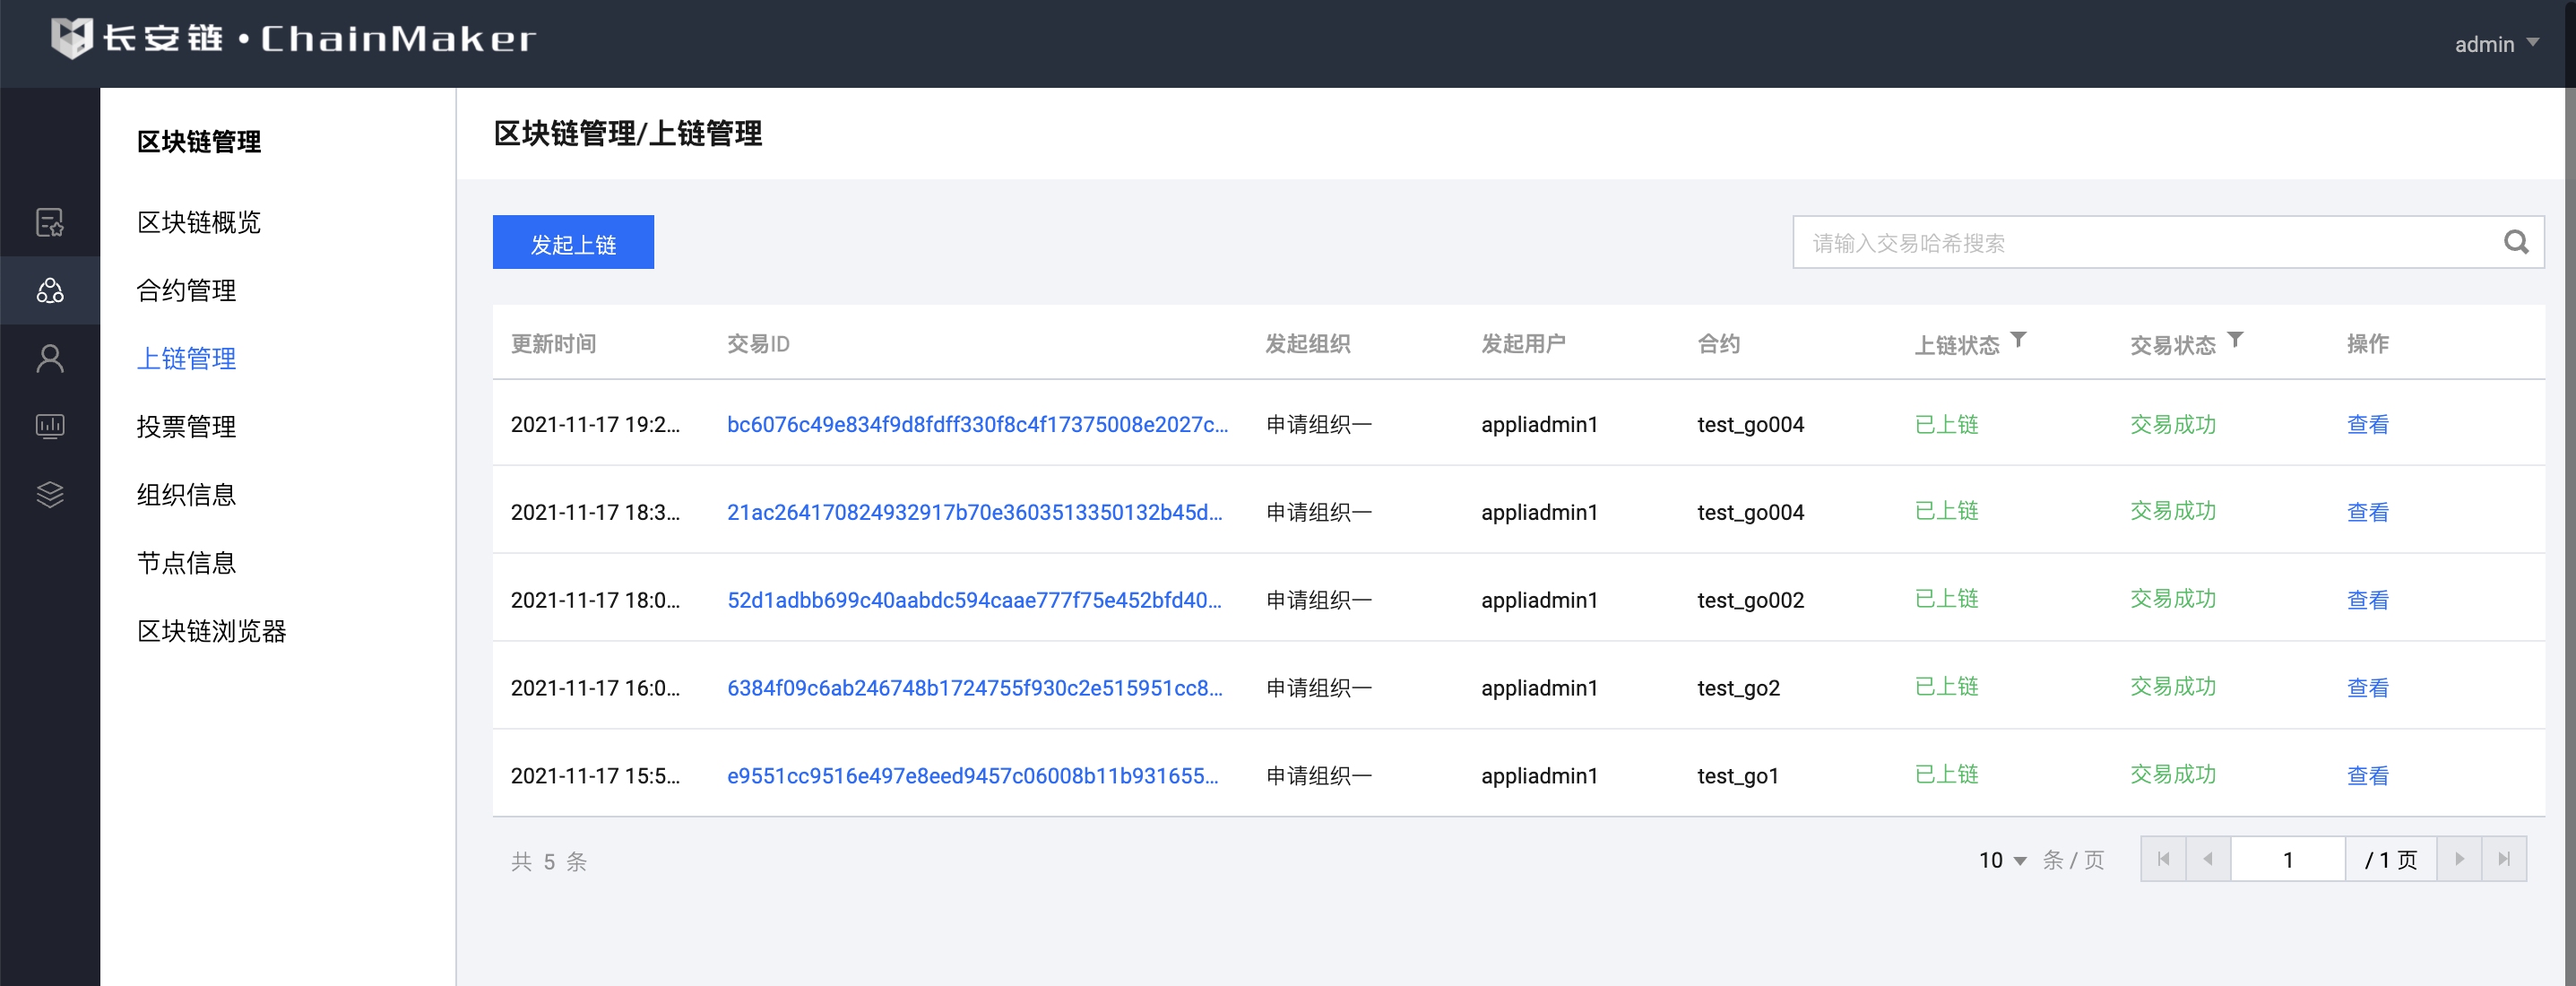 长安链·ChainMaker
admin
区块链管理
区块链概览
合约管理
上链管理
投票管理
组织信息
节点信息
区块链浏览器
区块链管理/上链管理
发起上链
请输入交易哈希搜索
更新时间 交易ID 发起组织 发起用户 合约 上链状态 交易状态 操作
2021-11-17 19:2... bc6076c49e834f9d8fdff330f8c4f17375008e2027c... 申请组织一 appliadmin1 test_go004 已上链 交易成功 查看
2021-11-17 18:3... 21ac264170824932917b70e3603513350132b45d... 申请组织一 appliadmin1 test_go004 已上链 交易成功 查看
2021-11-17 18:0... 52d1adbb699c40aabdc594caae777f75e452bfd40... 申请组织一 appliadmin1 test_go002 已上链 交易成功 查看
2021-11-17 16:0... 6384f09c6ab246748b1724755f930c2e515951cc8... 申请组织一 appliadmin1 test_go2 已上链 交易成功 查看
2021-11-17 15:5... e9551cc9516e497e8eed9457c06008b11b931655... 申请组织一 appliadmin1 test_go1 已上链 交易成功 查看
共 5 条 10 条 / 页 1 / 1 页